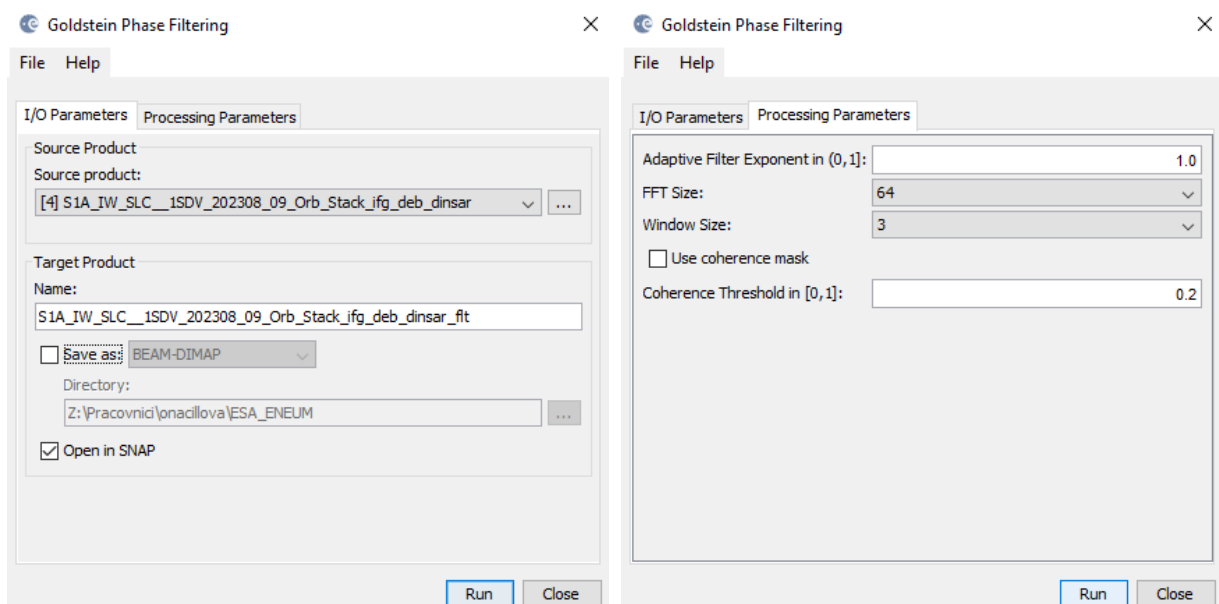 Goldstein Phase Filtering
File Help
I/O Parameters Processing Parameters
Source Product
Source product:
[4] S1A_IW_SLC__1SDV_202308_09_Orb_Stack_ifg_deb_dinsar ...
Target Product
Name:
S1A_IW_SLC__1SDV_202308_09_Orb_Stack_ifg_deb_dinsar_flt
Save as: BEAM-DIMAP
Directory:
Z:\Pracovnici\onacillova\ESA_ENEUM ...
Open in SNAP
Run Close
Goldstein Phase Filtering
File Help
I/O Parameters Processing Parameters
Adaptive Filter Exponent in (0,1]: 1.0
FFT Size: 64
Window Size: 3
Use coherence mask
Coherence Threshold in [0,1]: 0.2
Run Close